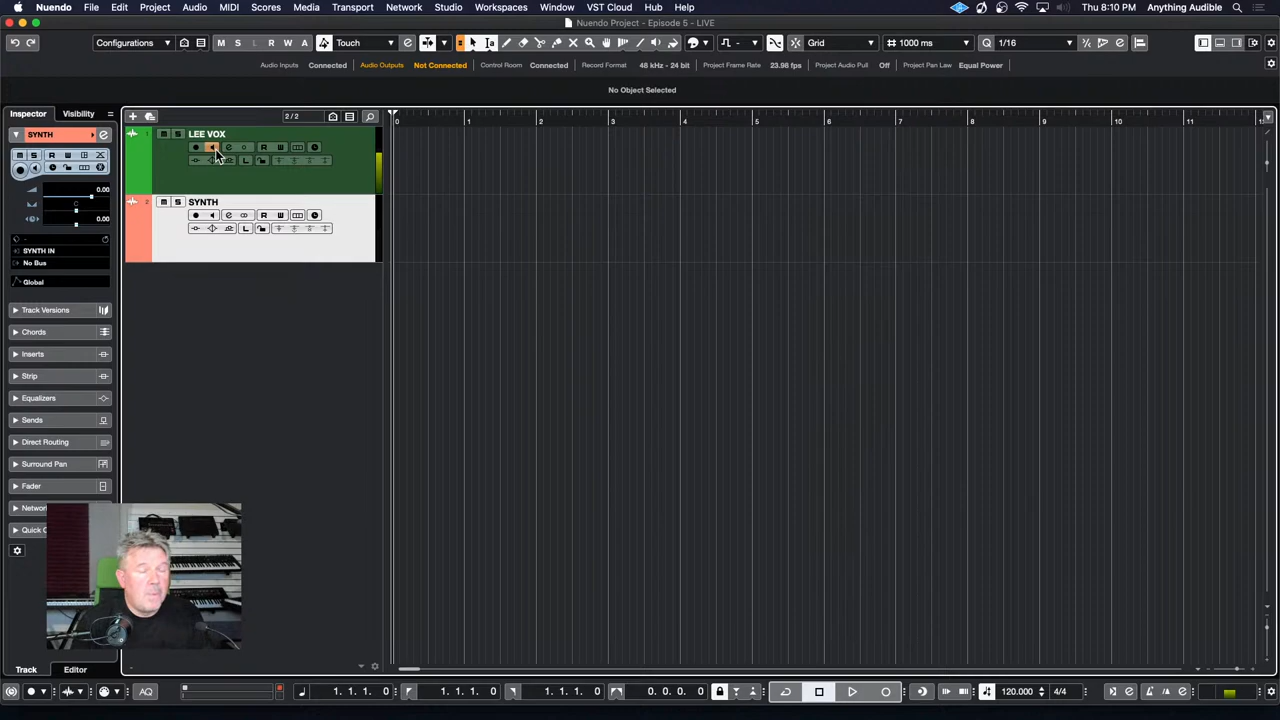 Nuendo File Edit Project Audio MIDI Scores Media Transport Network Studio Workspaces Window VST Cloud Hub Help Thu 8:10 PM Anything Audible
Nuendo Project - Episode 5 - LIVE
Configurations M S L R W A Touch Grid 1000 ms Q 1/16
Audio Inputs Connected Audio Outputs Not Connected Control Room Connected Record Format 48 kHz - 24 bit Project Frame Rate 23.98 fps Project Audio Pull Off Project Pan Law Equal Power
No Object Selected
Inspector Visibility 2/2
0 1 2 3 4 5 6 7 8 9 10 11
SYNTH
M S R W
0.00
C
0.00
SYNTH IN
No Bus
Global
Track Versions
Chords
Inserts
Strip
Equalizers
Sends
Direct Routing
Surround Pan
Fader
Netwo
Quick C
1 M S LEE VOX
R W
L
2 M S SYNTH
R W
L
Track Editor
AQ 1. 1. 1. 0 1. 1. 1. 0 1. 1. 1. 0 0. 0. 0. 0 120.000 4/4